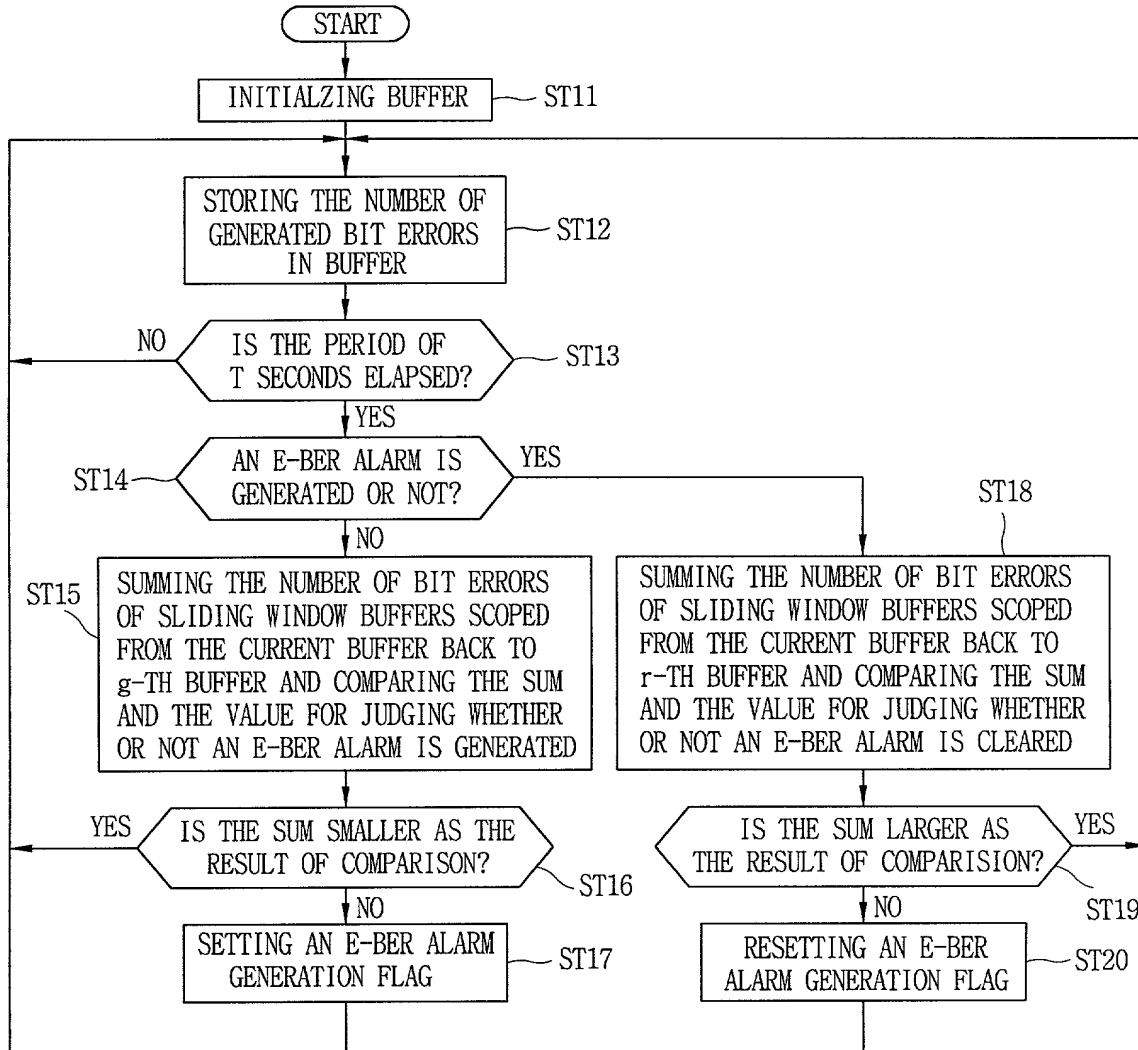 START
INITIALZING BUFFER
ST11
STORING THE NUMBER OF
GENERATED BIT ERRORS
IN BUFFER
ST12
NO
IS THE PERIOD OF
T SECONDS ELAPSED?
ST13
YES
ST14
AN E-BER ALARM IS
GENERATED OR NOT?
YES
NO
ST15
SUMMING THE NUMBER OF BIT ERRORS
OF SLIDING WINDOW BUFFERS SCOPED
FROM THE CURRENT BUFFER BACK TO
g-TH BUFFER AND COMPARING THE SUM
AND THE VALUE FOR JUDGING WHETHER
OR NOT AN E-BER ALARM IS GENERATED
ST18
SUMMING THE NUMBER OF BIT ERRORS
OF SLIDING WINDOW BUFFERS SCOPED
FROM THE CURRENT BUFFER BACK TO
r-TH BUFFER AND COMPARING THE SUM
AND THE VALUE FOR JUDGING WHETHER
OR NOT AN E-BER ALARM IS CLEARED
YES
IS THE SUM SMALLER AS THE
RESULT OF COMPARISON?
ST16
NO
IS THE SUM LARGER AS
THE RESULT OF COMPARISION?
YES
ST19
NO
SETTING AN E-BER ALARM
GENERATION FLAG
ST17
RESETTING AN E-BER
ALARM GENERATION FLAG
ST20